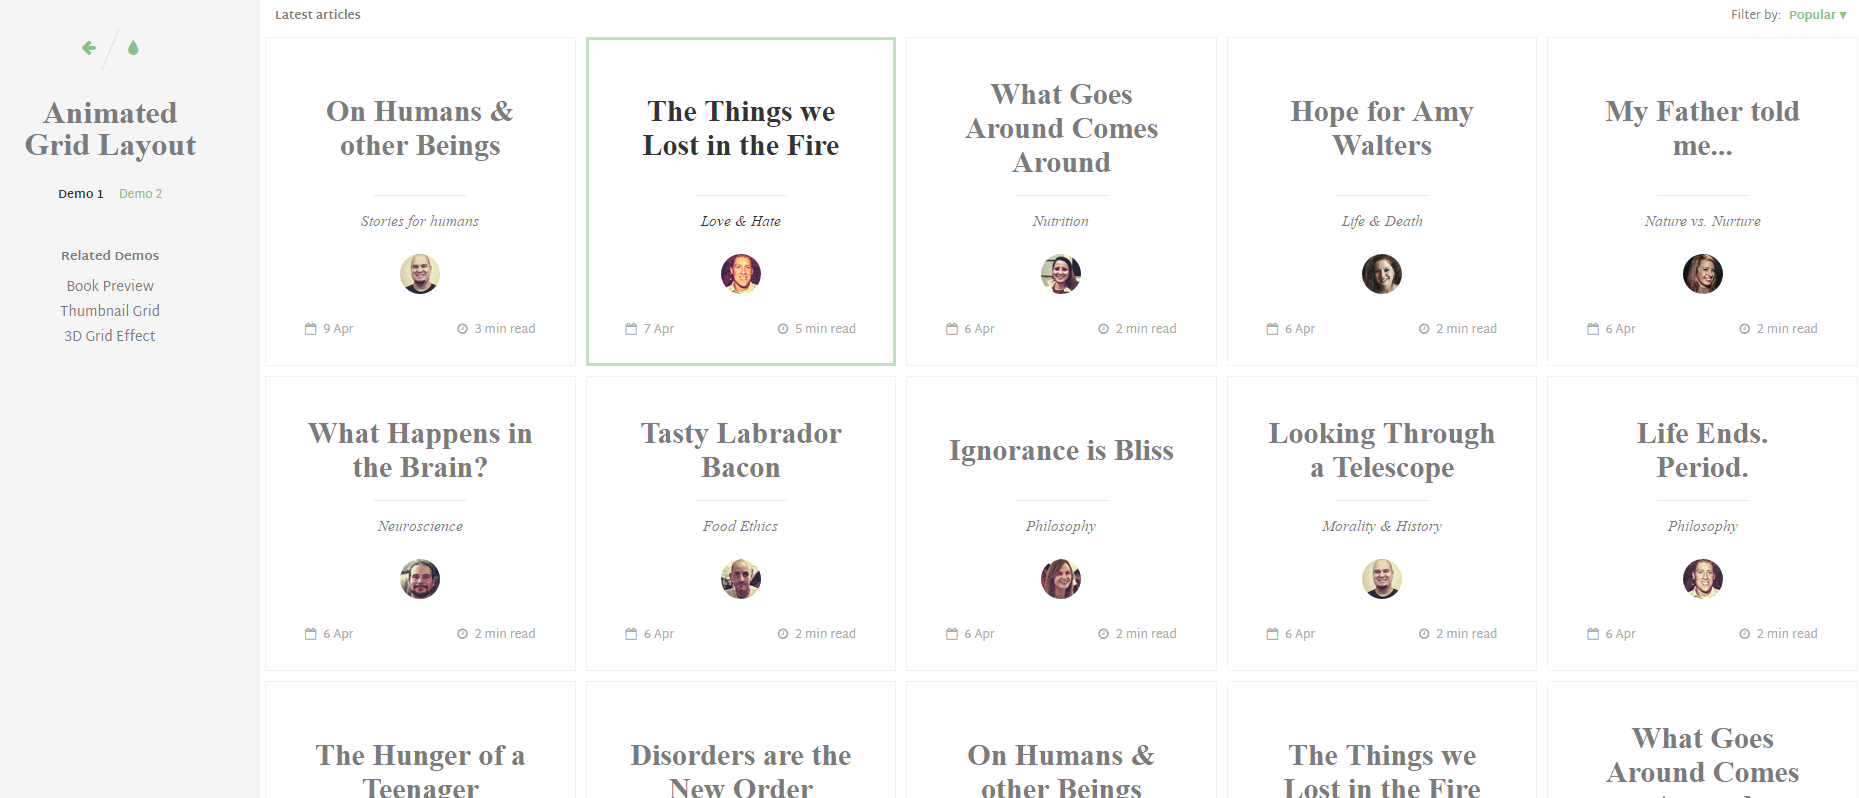 Animated
Grid Layout
Demo 1 Demo 2
Related Demos
Book Preview
Thumbnail Grid
3D Grid Effect
Latest articles
Filter by: Popular ▾
On Humans &
other Beings
Stories for humans
9 Apr 3 min read
The Things we
Lost in the Fire
Love & Hate
7 Apr 5 min read
What Goes
Around Comes
Around
Nutrition
6 Apr 2 min read
Hope for Amy
Walters
Life & Death
6 Apr 2 min read
My Father told
me...
Nature vs. Nurture
6 Apr 2 min read
What Happens in
the Brain?
Neuroscience
6 Apr 2 min read
Tasty Labrador
Bacon
Food Ethics
6 Apr 2 min read
Ignorance is Bliss
Philosophy
6 Apr 2 min read
Looking Through
a Telescope
Morality & History
6 Apr 2 min read
Life Ends.
Period.
Philosophy
6 Apr 2 min read
The Hunger of a
Teenager
Disorders are the
New Order
On Humans &
other Beings
The Things we
Lost in the Fire
What Goes
Around Comes